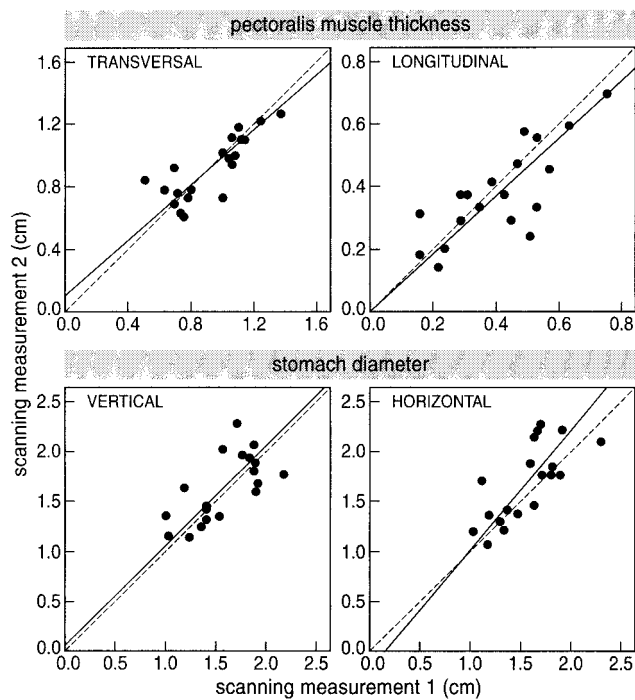 pectoralis muscle thickness
TRANSVERSAL
LONGITUDINAL
1.6
1.2
0.8
0.4
0.0
0.0 0.4 0.8 1.2 1.6
0.8
0.6
0.4
0.2
0.0
0.2 0.4 0.6 0.8
scanning measurement 2 (cm)
stomach diameter
VERTICAL
HORIZONTAL
2.5
2.0
1.5
1.0
0.5
0.0
0.0 0.5 1.0 1.5 2.0 2.5
2.5
2.0
1.5
1.0
0.5
0.0
0.0 0.5 1.0 1.5 2.0 2.5
scanning measurement 1 (cm)